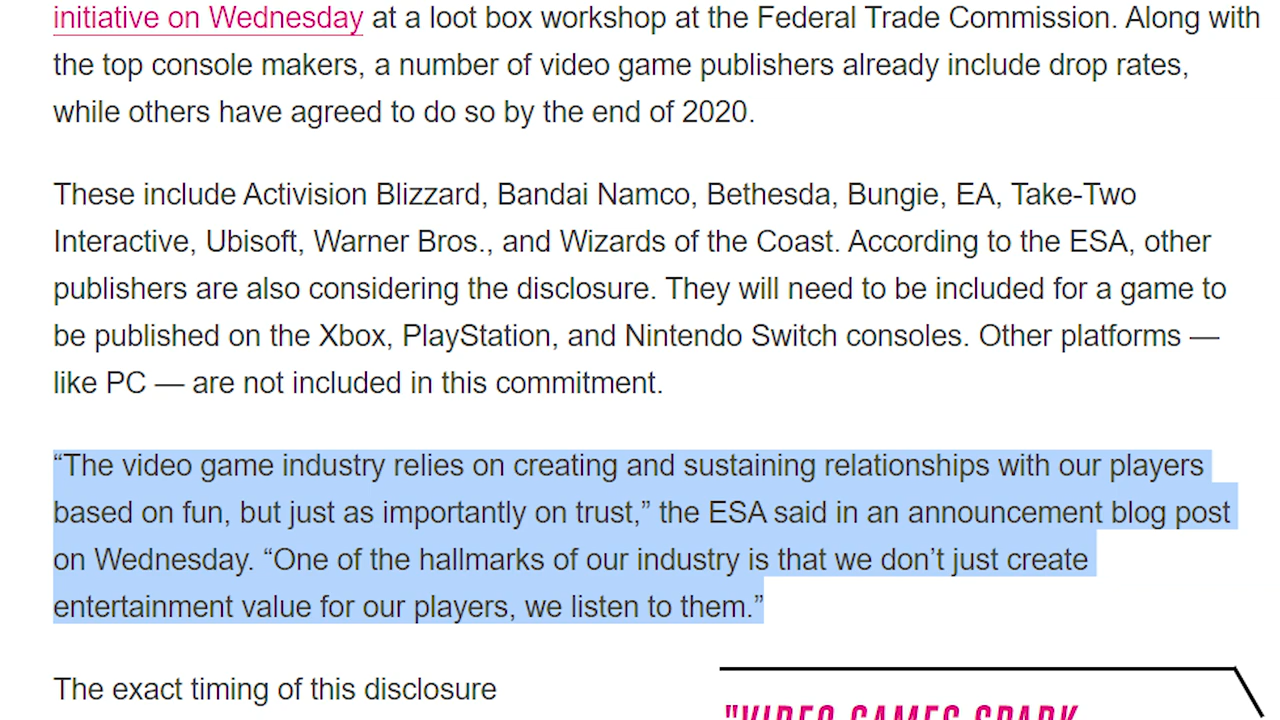 initiative on Wednesday at a loot box workshop at the Federal Trade Commission. Along with
the top console makers, a number of video game publishers already include drop rates,
while others have agreed to do so by the end of 2020.
These include Activision Blizzard, Bandai Namco, Bethesda, Bungie, EA, Take-Two
Interactive, Ubisoft, Warner Bros., and Wizards of the Coast. According to the ESA, other
publishers are also considering the disclosure. They will need to be included for a game to
be published on the Xbox, PlayStation, and Nintendo Switch consoles. Other platforms —
like PC — are not included in this commitment.
“The video game industry relies on creating and sustaining relationships with our players
based on fun, but just as importantly on trust,” the ESA said in an announcement blog post
on Wednesday. “One of the hallmarks of our industry is that we don’t just create
entertainment value for our players, we listen to them.”
The exact timing of this disclosure
"VIDEO GAMES SPARK